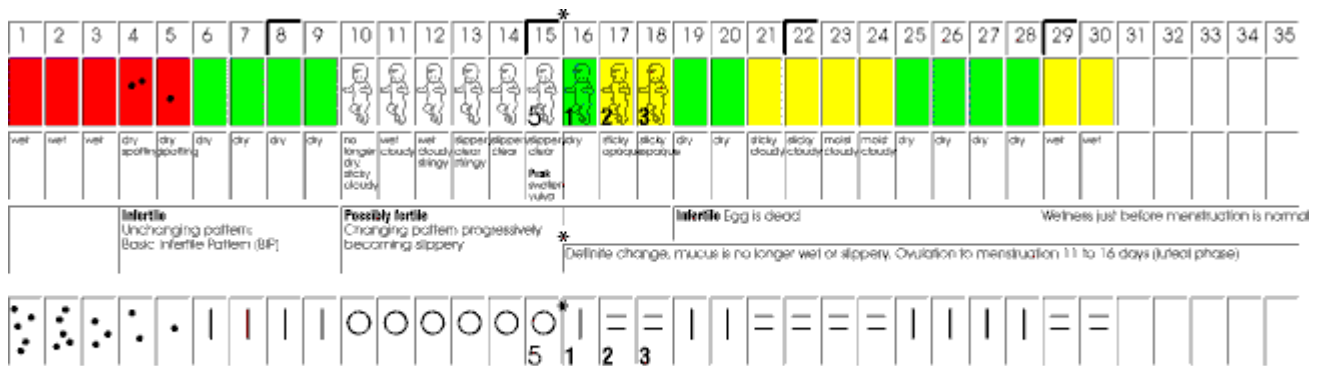 *
1 2 3 4 5 6 7 8 9 10 11 12 13 14 15 16 17 18 19 20 21 22 23 24 25 26 27 28 29 30 31 32 33 34 35
5 1 2 3
wet wet wet dry dry dry dry dry dry no wet wet slippery slippery slippery dry sticky sticky dry dry sticky sticky moist moist dry dry dry dry wet wet
spotting spotting longer cloudy cloudy clear clear clear opaque opaque cloudy cloudy cloudy cloudy
dry, stringy stringy
sticky Peak
cloudy swollen
vulva
Infertile Possibly fertile Infertile Egg is dead Wetness just before menstruation is normal
Unchanging pattern: Changing pattern progressively
Basic Infertile Pattern (BIP) becoming slippery
*
Definite change, mucus is no longer wet or slippery. Ovulation to menstruation 11 to 16 days (luteal phase)
*
5 1 2 3